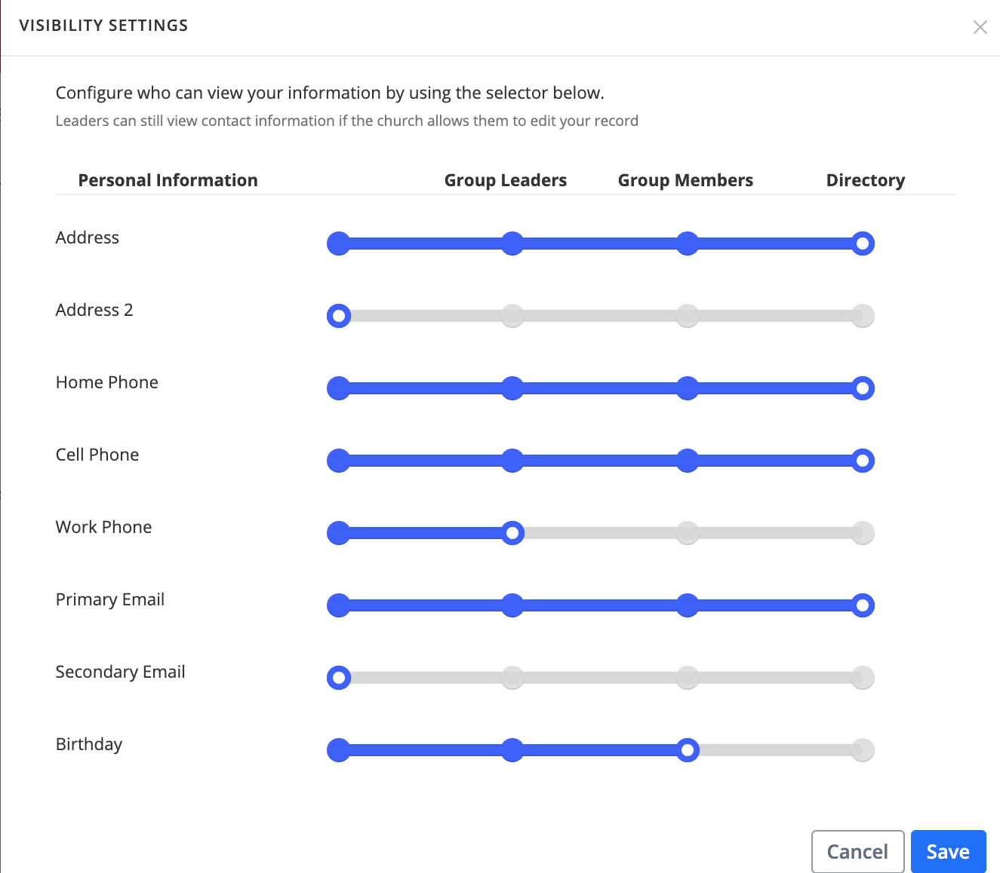 VISIBILITY SETTINGS
Configure who can view your information by using the selector below.
Leaders can still view contact information if the church allows them to edit your record
Personal Information Group Leaders Group Members Directory
Address
Address 2
Home Phone
Cell Phone
Work Phone
Primary Email
Secondary Email
Birthday
Cancel Save